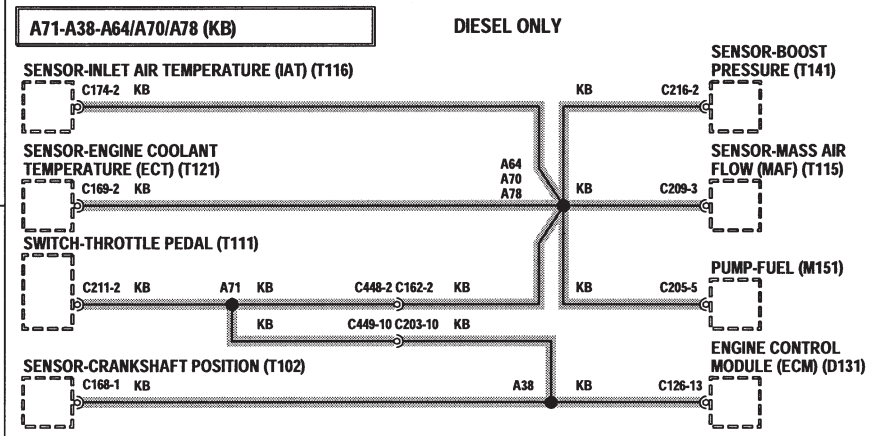 A71-A38-A64/A70/A78 (KB)
DIESEL ONLY
SENSOR-INLET AIR TEMPERATURE (IAT) (T116)
C174-2 KB
SENSOR-BOOST
PRESSURE (T141)
KB C216-2
SENSOR-ENGINE COOLANT
TEMPERATURE (ECT) (T121)
C169-2 KB
A64
A70
A78
SENSOR-MASS AIR
FLOW (MAF) (T115)
KB C209-3
SWITCH-THROTTLE PEDAL (T111)
C211-2 KB A71 KB C448-2 C162-2 KB
PUMP-FUEL (M151)
KB C205-5
KB C449-10 C203-10 KB
SENSOR-CRANKSHAFT POSITION (T102)
C168-1 KB
ENGINE CONTROL
MODULE (ECM) (D131)
A38 KB C126-13